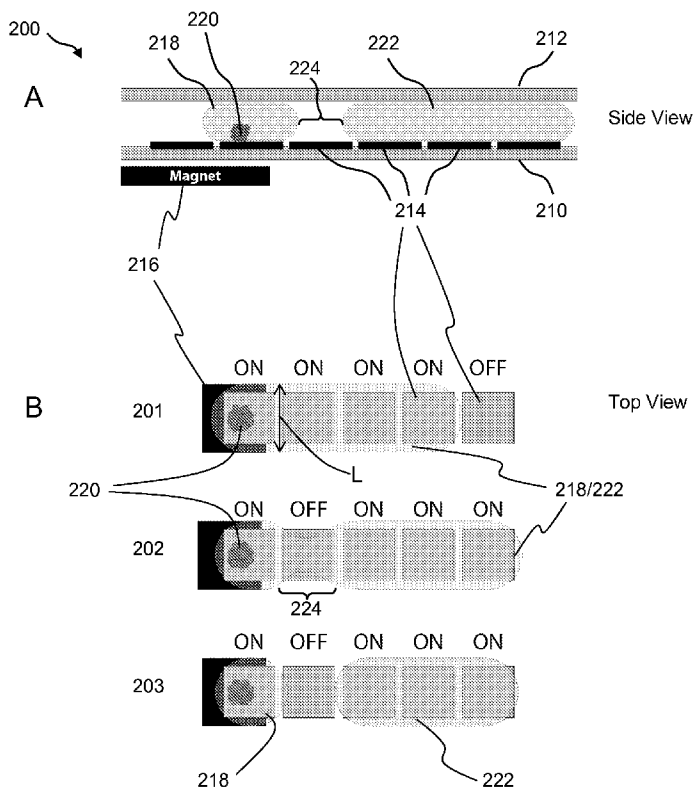 200
218
220
222
212
224
A
Side View
Magnet
214
210
216
ON ON ON ON OFF
B
201
Top View
L
220
218/222
ON OFF ON ON ON
202
224
ON OFF ON ON ON
203
218
222